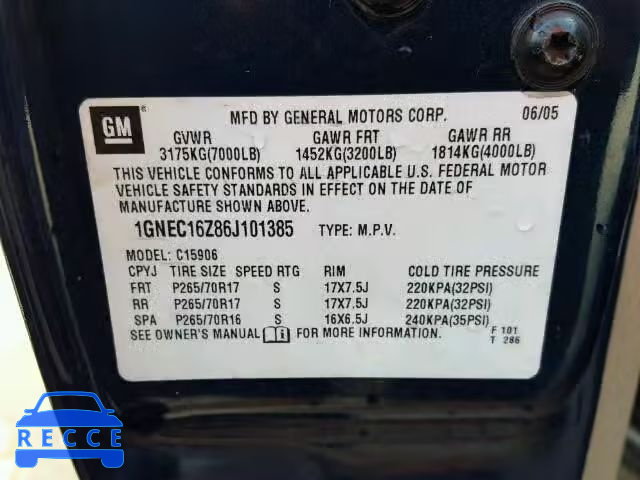 GM ®
MFD BY GENERAL MOTORS CORP. 06/05
GVWR GAWR FRT GAWR RR
3175KG(7000LB) 1452KG(3200LB) 1814KG(4000LB)
THIS VEHICLE CONFORMS TO ALL APPLICABLE U.S. FEDERAL MOTOR
VEHICLE SAFETY STANDARDS IN EFFECT ON THE DATE OF
MANUFACTURE SHOWN ABOVE.
1GNEC16Z86J101385 TYPE: M.P.V.
MODEL: C15906
CPYJ TIRE SIZE SPEED RTG RIM COLD TIRE PRESSURE
FRT P265/70R17 S 17X7.5J 220KPA(32PSI)
RR P265/70R17 S 17X7.5J 220KPA(32PSI)
SPA P265/70R16 S 16X6.5J 240KPA(35PSI)
SEE OWNER'S MANUAL FOR MORE INFORMATION.
F 101
T 286
RECCE